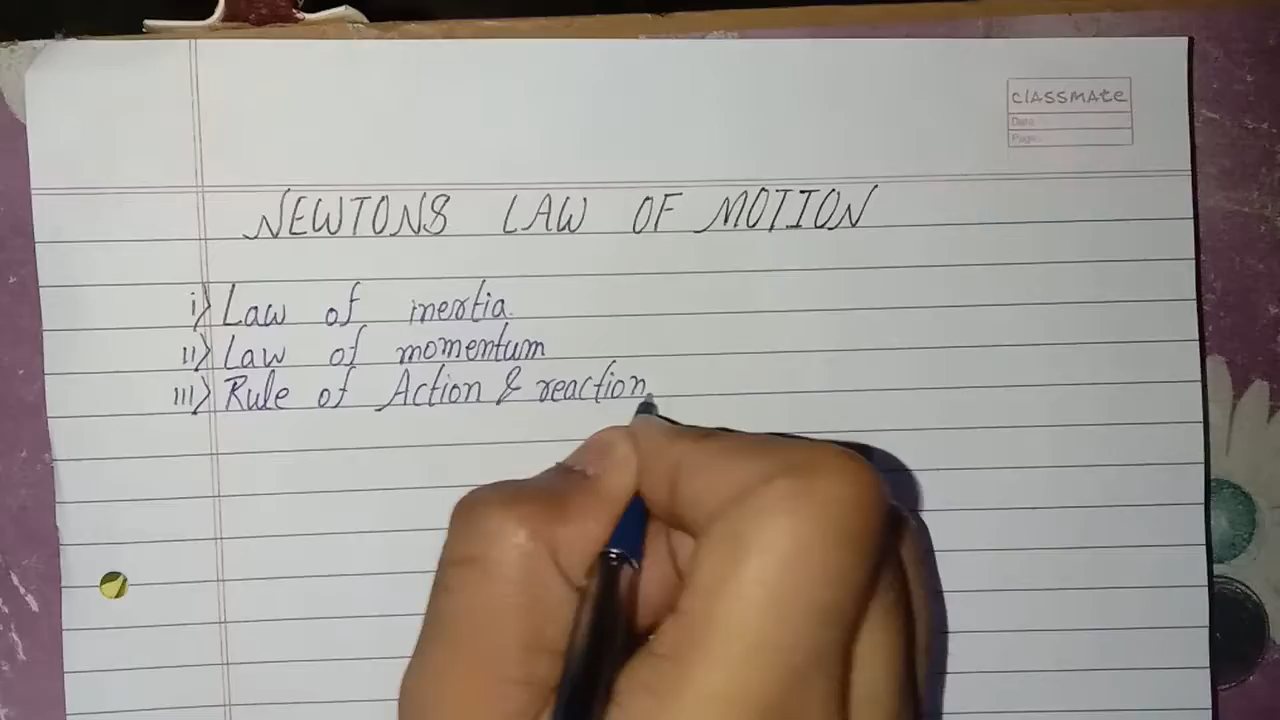 classmate
Date
Page
NEWTONS LAW OF MOTION
i) Law of inertia.
ii) Law of momentum
iii) Rule of Action & reaction.